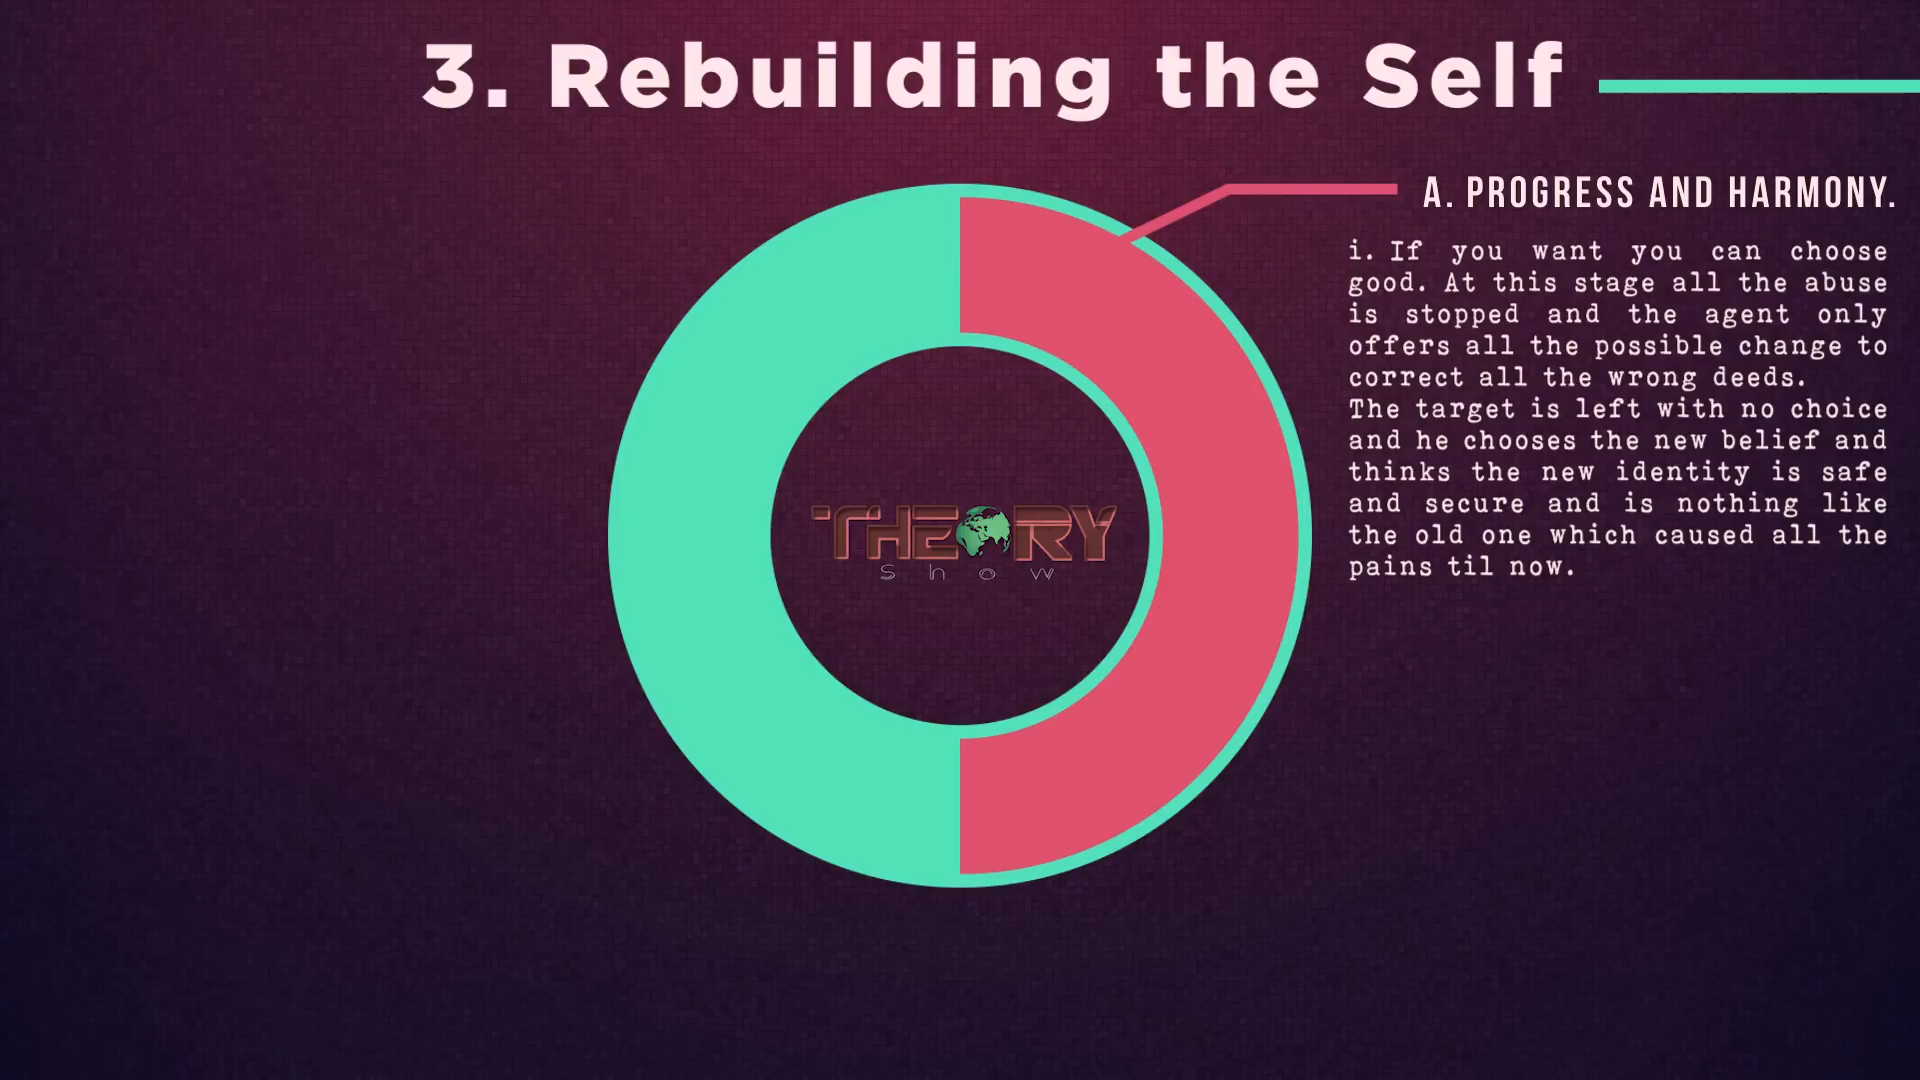 3. Rebuilding the Self
A. PROGRESS AND HARMONY.
i. If you want you can choose
good. At this stage all the abuse
is stopped and the agent only
offers all the possible change to
correct all the wrong deeds.
The target is left with no choice
and he chooses the new belief and
thinks the new identity is safe
and secure and is nothing like
the old one which caused all the
pains til now.
THEORY
Show